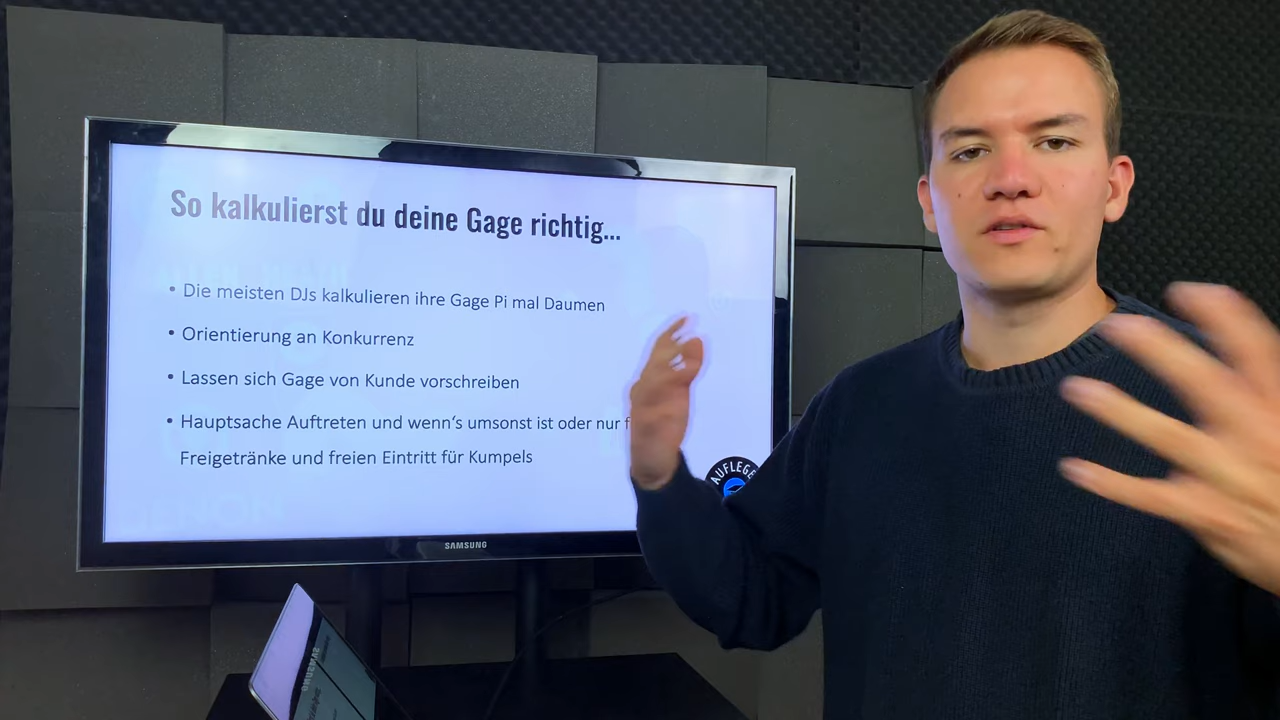 So kalkulierst du deine Gage richtig...
• Die meisten DJs kalkulieren ihre Gage Pi mal Daumen
• Orientierung an Konkurrenz
• Lassen sich Gage von Kunde vorschreiben
• Hauptsache Auftreten und wenn‘s umsonst ist oder nur f
Freigetränke und freien Eintritt für Kumpels
AUFLEGE
SAMSUNG
SAMSUNG